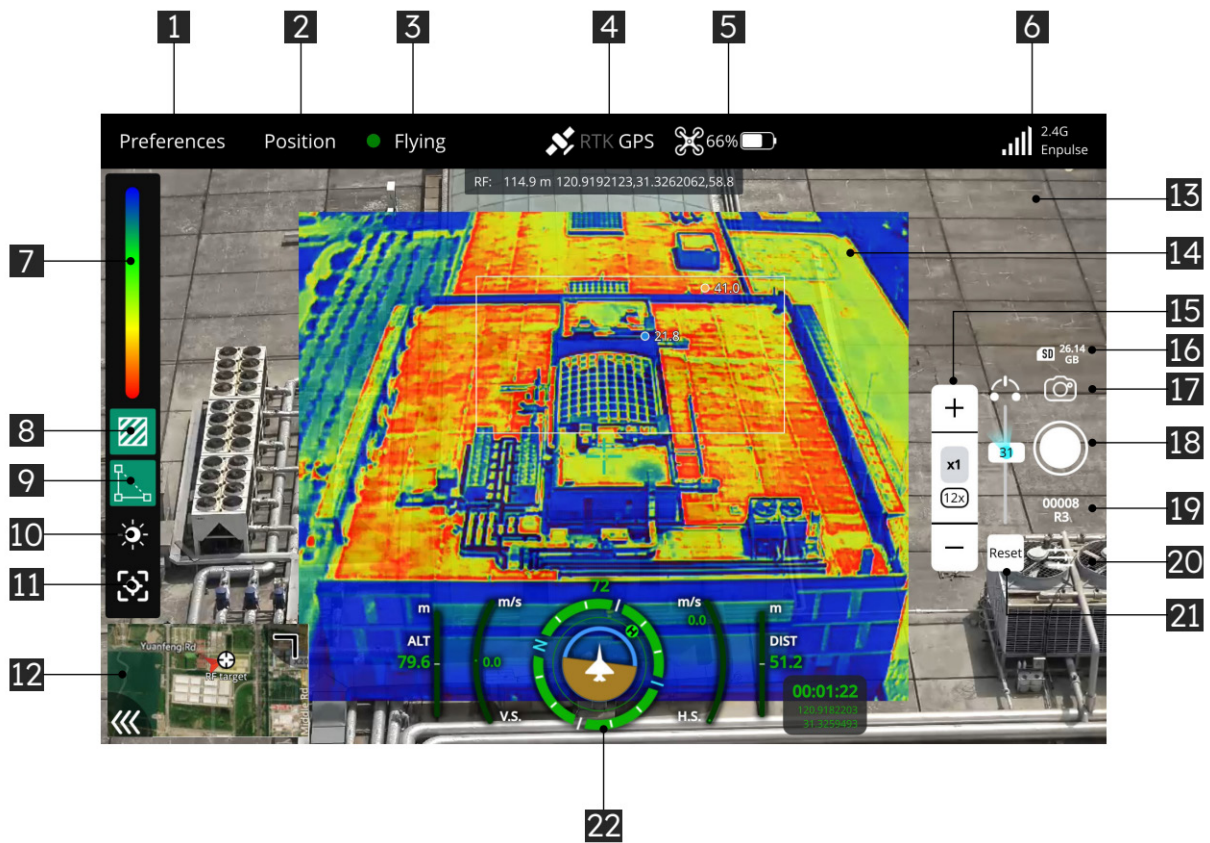 1 2 3 4 5 6
Preferences Position Flying RTK GPS 66% 2.4G
Enpulse
RF: 114.9 m 120.9192123,31.3262062,58.8
13
7
14
41.0
15
21.8
16
SD 26.14
GB
17
8
+
18
31
9
x1
12x
19
00008
R3
10
−
20
Reset
11
21
72
m m/s m/s m
0.0
ALT DIST
79.6 0.0 51.2
N
V.S. H.S.
00:01:22
120.9182203
31.3259493
12
Yuanfeng Rd
RF target
Middle Rd
22